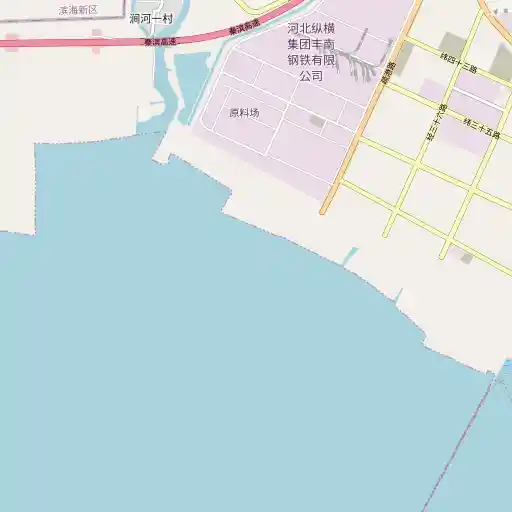 滨海新区
涧河一村
秦滨高速
秦滨高速
河北纵横
集团丰南
钢铁有限
公司
原料场
纬四十三路
纬三十五路